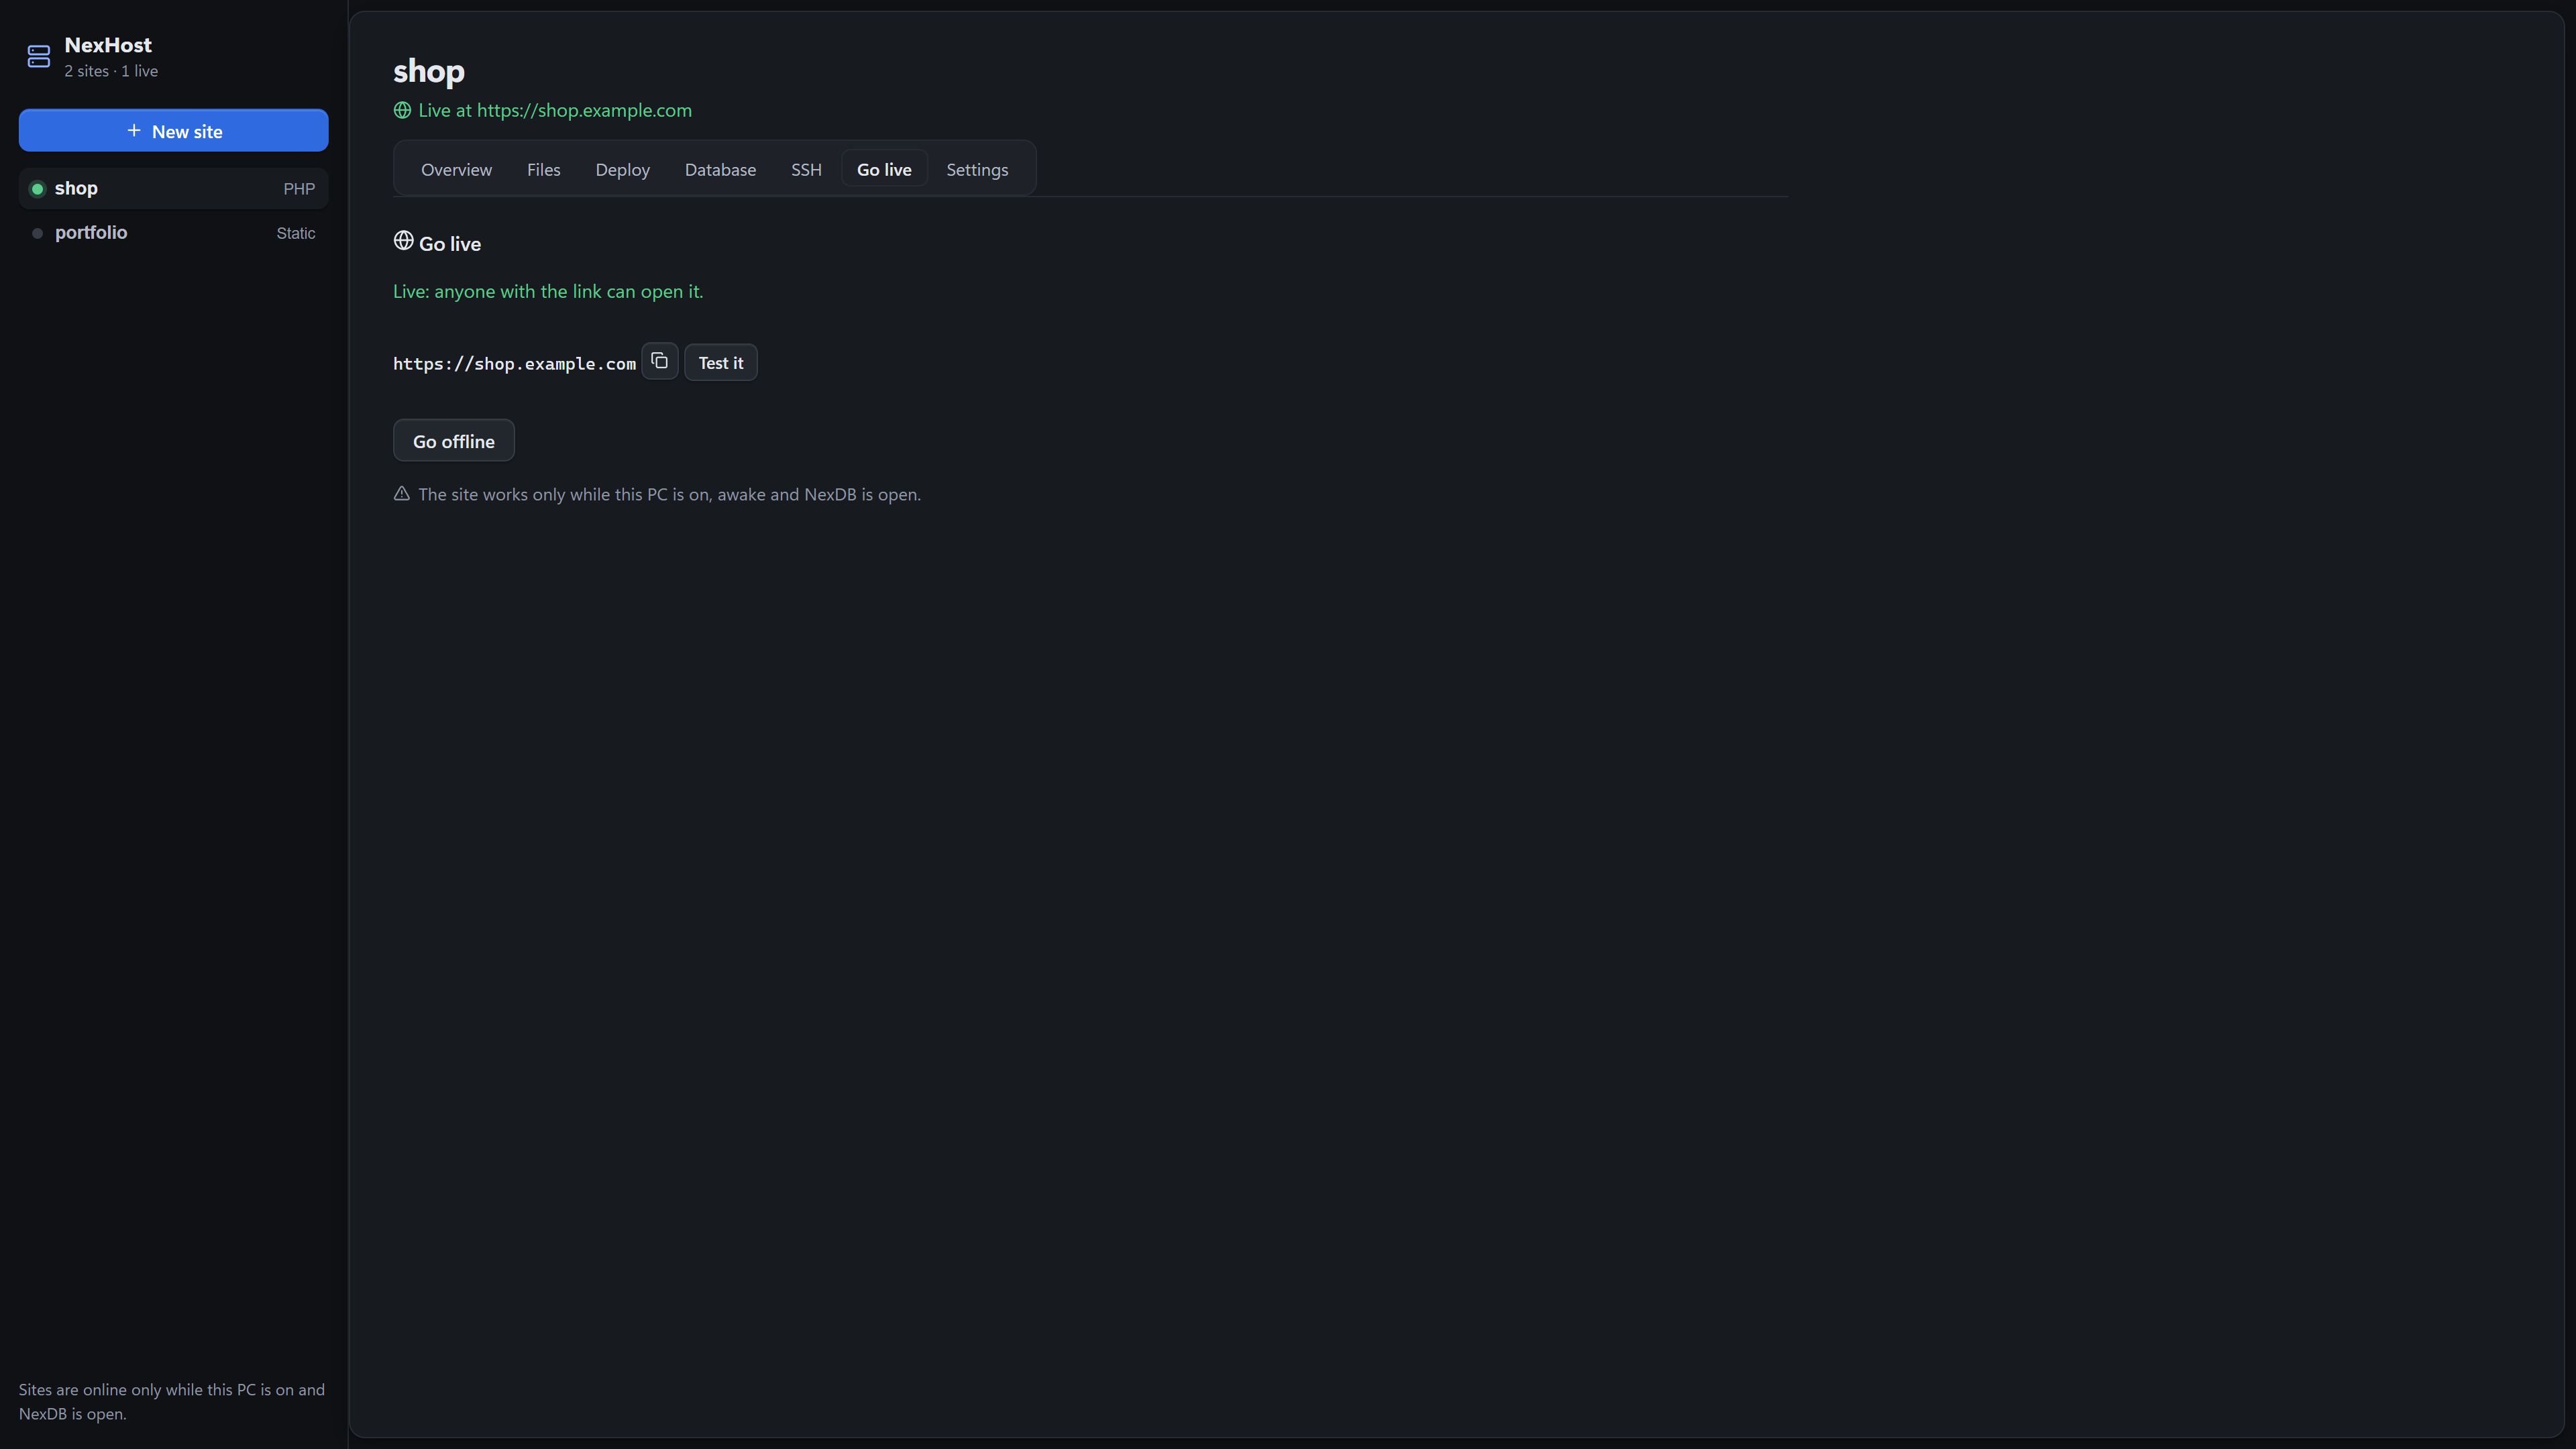 NexHost
2 sites · 1 live
New site
shop PHP
portfolio Static
Sites are online only while this PC is on and
NexDB is open.
shop
Live at https://shop.example.com
Overview Files Deploy Database SSH Go live Settings
Go live
Live: anyone with the link can open it.
https://shop.example.com Test it
Go offline
The site works only while this PC is on, awake and NexDB is open.